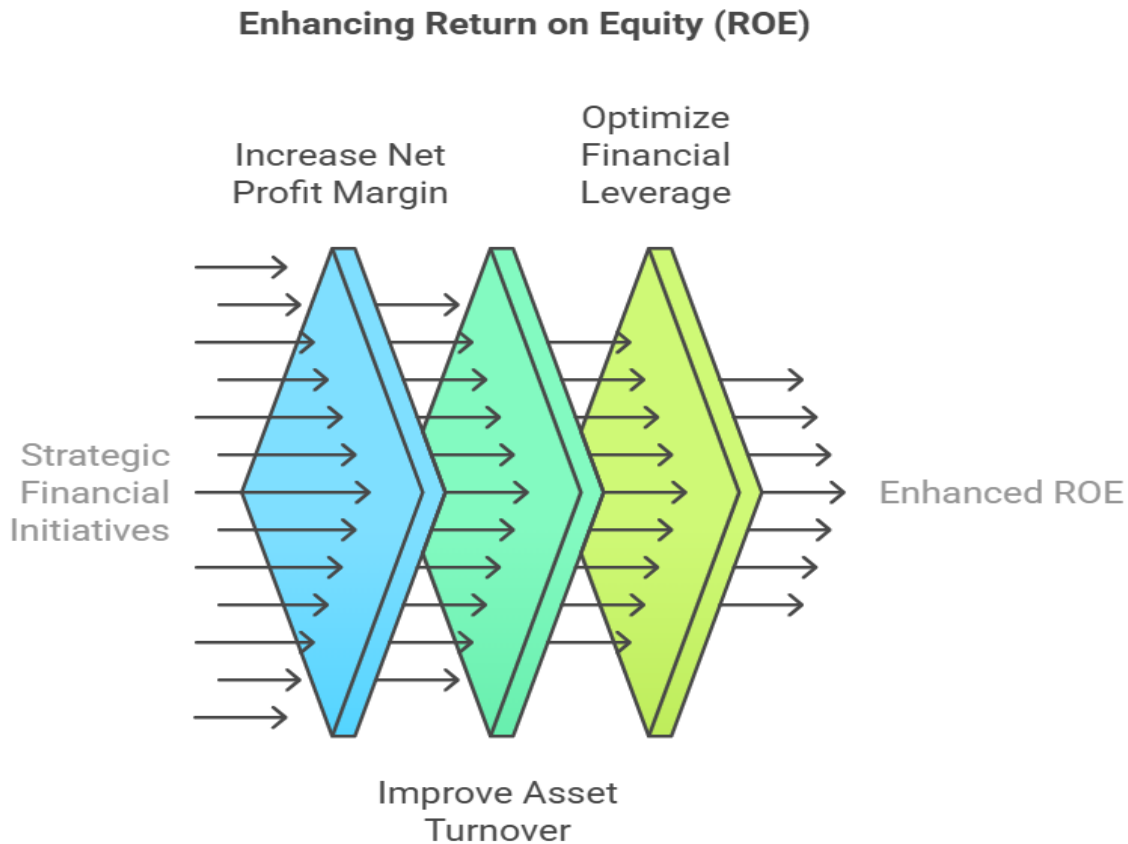 Enhancing Return on Equity (ROE)
Increase Net
Profit Margin
Optimize
Financial
Leverage
Strategic
Financial
Initiatives
Enhanced ROE
Improve Asset
Turnover